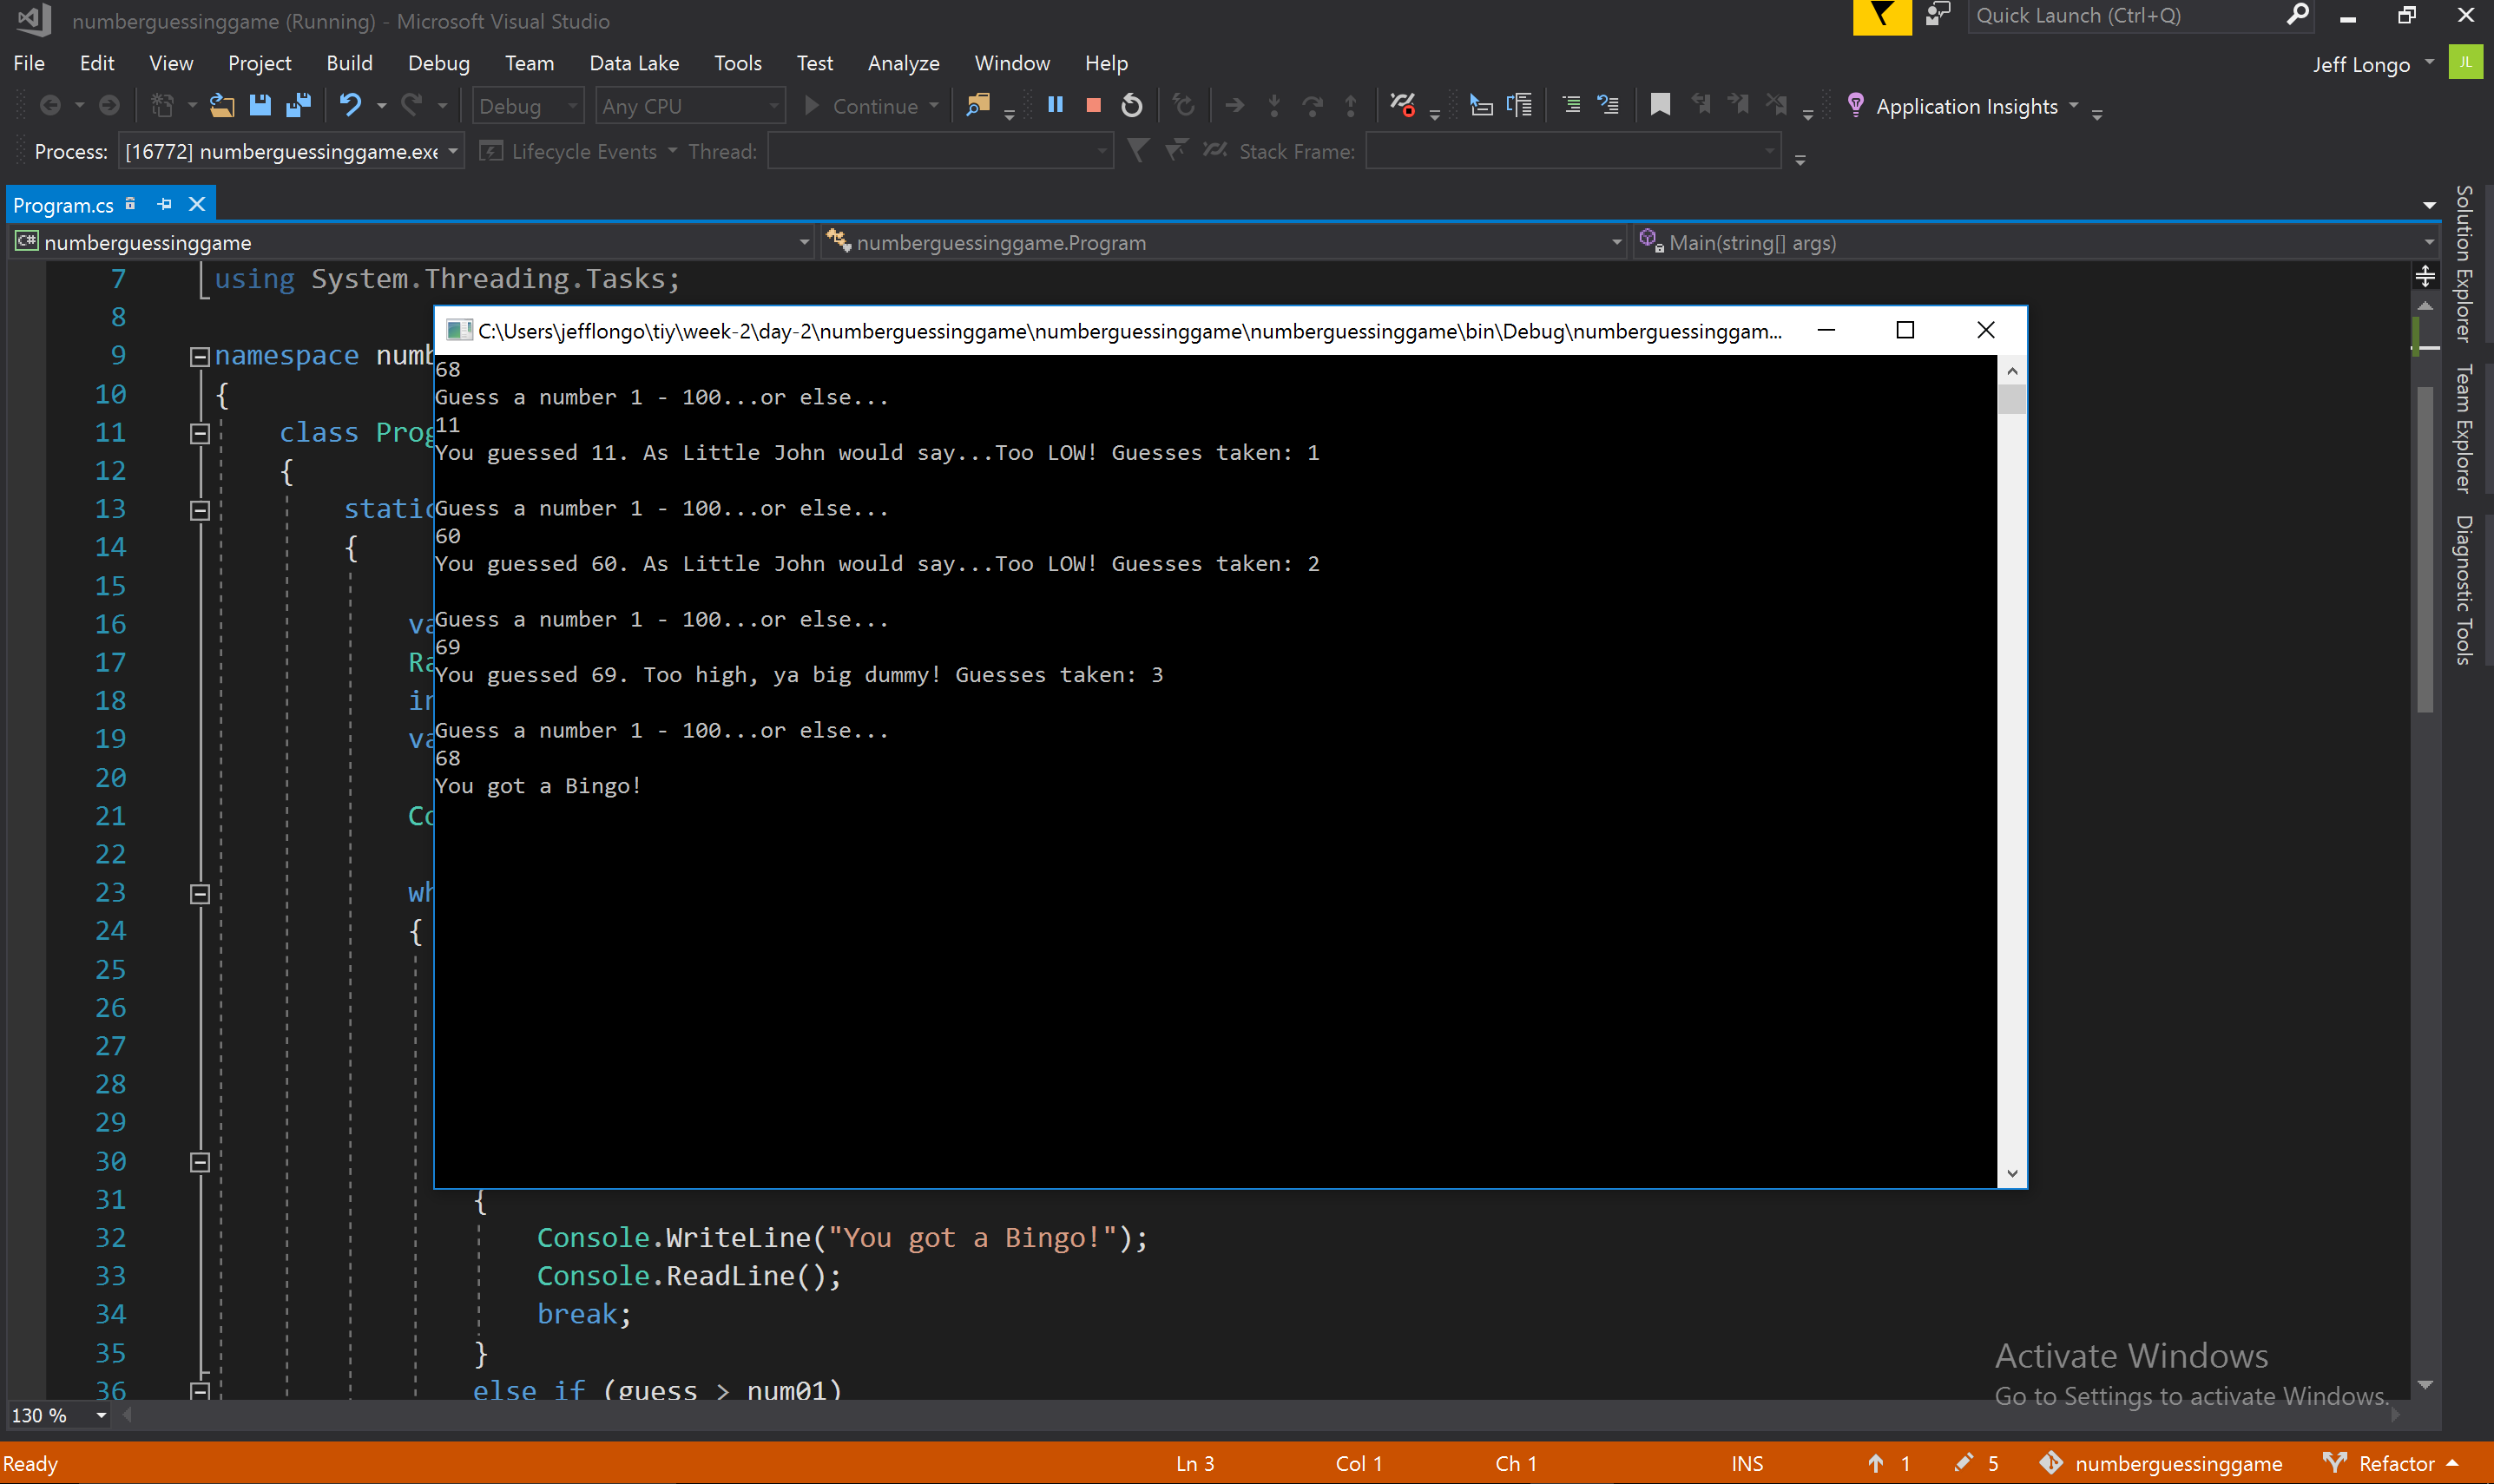 numberguessinggame (Running) - Microsoft Visual Studio
Quick Launch (Ctrl+Q)
File Edit View Project Build Debug Team Data Lake Tools Test Analyze Window Help
Jeff Longo JL
Debug Any CPU Continue Application Insights
Process: [16772] numberguessinggame.exe Lifecycle Events Thread: Stack Frame:
Program.cs
C# numberguessinggame numberguessinggame.Program Main(string[] args)
Solution Explorer
Team Explorer
Diagnostic Tools
7 using System.Threading.Tasks;
8
9 namespace numb
10 {
11 class Prog
12 {
13 static
14 {
15
16 va
17 Ra
18 in
19 va
20
21 Co
22
23 wh
24 {
25
26
27
28
29
30
31 {
32 Console.WriteLine("You got a Bingo!");
33 Console.ReadLine();
34 break;
35 }
36 else if (guess > num01)
C:\Users\jefflongo\tiy\week-2\day-2\numberguessinggame\numberguessinggame\numberguessinggame\bin\Debug\numberguessinggam...
68
Guess a number 1 - 100...or else...
11
You guessed 11. As Little John would say...Too LOW! Guesses taken: 1
Guess a number 1 - 100...or else...
60
You guessed 60. As Little John would say...Too LOW! Guesses taken: 2
Guess a number 1 - 100...or else...
69
You guessed 69. Too high, ya big dummy! Guesses taken: 3
Guess a number 1 - 100...or else...
68
You got a Bingo!
Activate Windows
Go to Settings to activate Windows.
130 %
Ready Ln 3 Col 1 Ch 1 INS 1 5 numberguessinggame Refactor